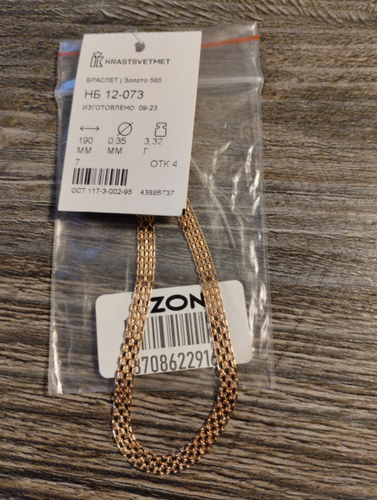 KRASTSVETMET
БРАСЛЕТ | Золото 585
НБ 12-073
ИЗГОТОВЛЕНО: 09-23
190 0,35 3,32
ММ ММ Г
7 ОТК 4
ОСТ 117-3-002-95 43886737
ZON
870862291